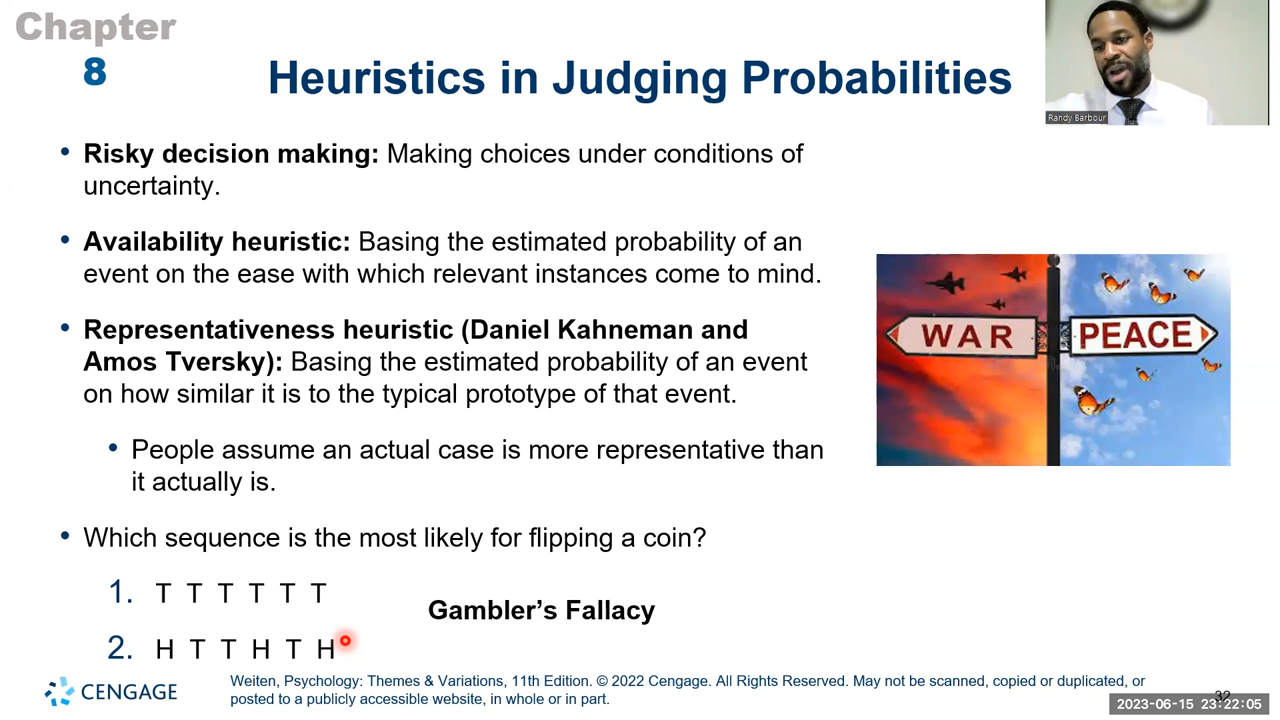 Chapter
8
Heuristics in Judging Probabilities
Randy Barbour
• Risky decision making: Making choices under conditions of
uncertainty.
• Availability heuristic: Basing the estimated probability of an
event on the ease with which relevant instances come to mind.
• Representativeness heuristic (Daniel Kahneman and
Amos Tversky): Basing the estimated probability of an event
on how similar it is to the typical prototype of that event.
• People assume an actual case is more representative than
it actually is.
WAR
PEACE
• Which sequence is the most likely for flipping a coin?
1. T T T T T T
Gambler's Fallacy
2. H T T H T H
CENGAGE
Weiten, Psychology: Themes & Variations, 11th Edition. © 2022 Cengage. All Rights Reserved. May not be scanned, copied or duplicated, or
posted to a publicly accessible website, in whole or in part.
32
2023-06-15 23:22:05